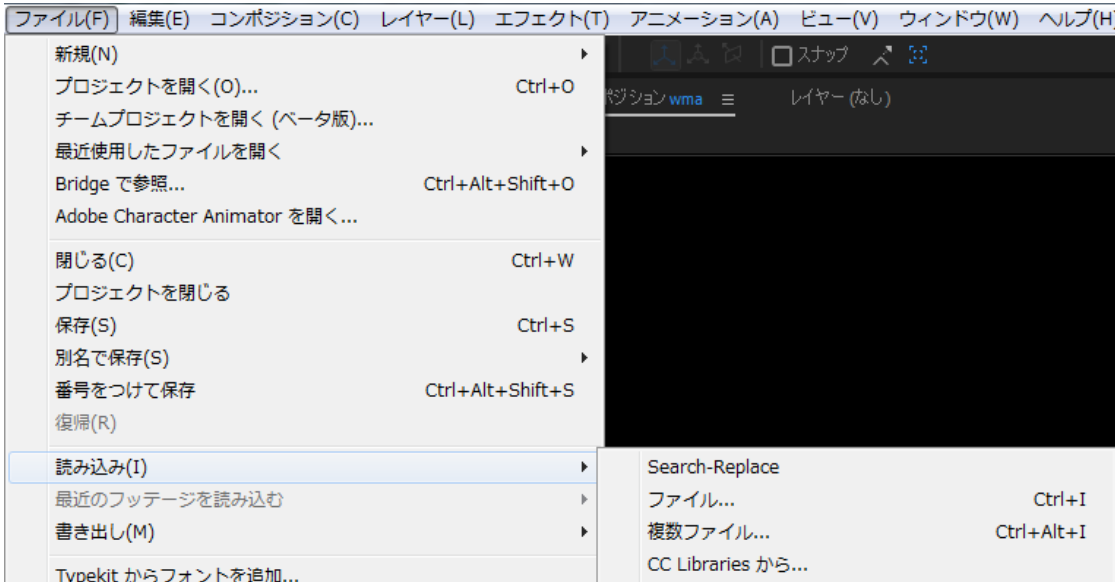 ファイル(F) 編集(E) コンポジション(C) レイヤー(L) エフェクト(T) アニメーション(A) ビュー(V) ウィンドウ(W) ヘルプ(H)
新規(N)
スナップ
プロジェクトを開く(O)... Ctrl+O
ポジション wma レイヤー (なし)
チームプロジェクトを開く (ベータ版)...
最近使用したファイルを開く
Bridge で参照... Ctrl+Alt+Shift+O
Adobe Character Animator を開く...
閉じる(C) Ctrl+W
プロジェクトを閉じる
保存(S) Ctrl+S
別名で保存(S)
番号をつけて保存 Ctrl+Alt+Shift+S
復帰(R)
読み込み(I)
Search-Replace
最近のフッテージを読み込む
ファイル... Ctrl+I
書き出し(M)
複数ファイル... Ctrl+Alt+I
CC Libraries から...
Typekit からフォントを追加...